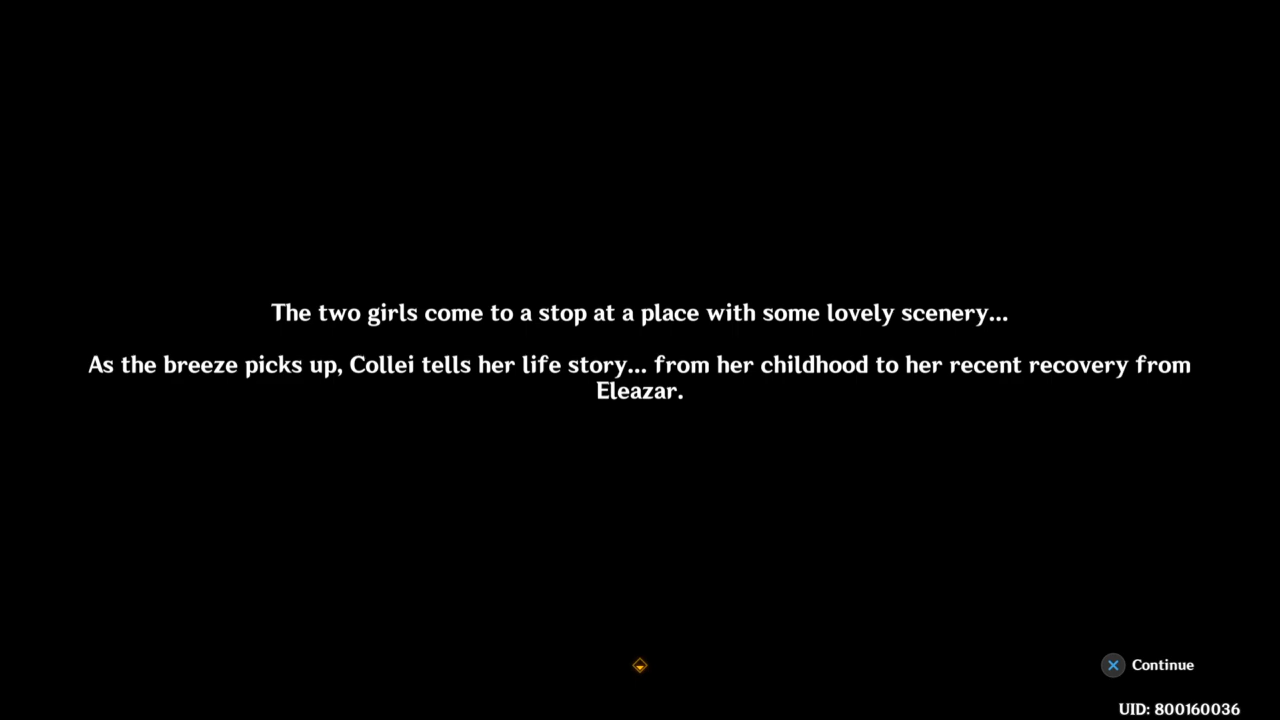 The two girls come to a stop at a place with some lovely scenery...
As the breeze picks up, Collei tells her life story... from her childhood to her recent recovery from
Eleazar.
Continue
UID: 800160036